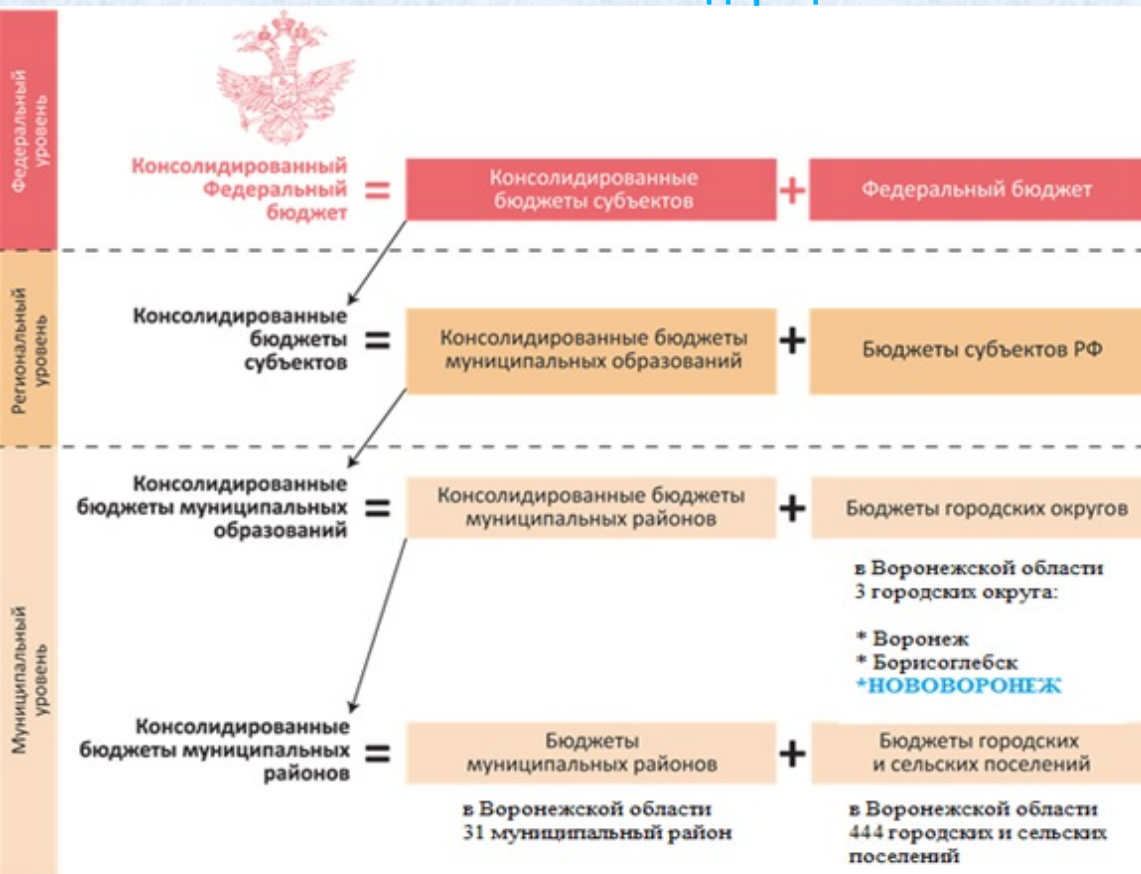 Федеральный
уровень
Консолидированный
Федеральный
бюджет
=
Консолидированные
бюджеты субъектов
+
Федеральный бюджет
Региональный
уровень
Консолидированные
бюджеты
субъектов
=
Консолидированные бюджеты
муниципальных образований
+
Бюджеты субъектов РФ
Муниципальный
уровень
Консолидированные
бюджеты муниципальных
образований
=
Консолидированные бюджеты
муниципальных районов
+
Бюджеты городских округов
в Воронежской области
3 городских округа:
* Воронеж
* Борисоглебск
*НОВОВОРОНЕЖ
Консолидированные
бюджеты муниципальных
районов
=
Бюджеты
муниципальных районов
+
Бюджеты городских
и сельских поселений
в Воронежской области
31 муниципальный район
в Воронежской области
444 городских и сельских
поселений